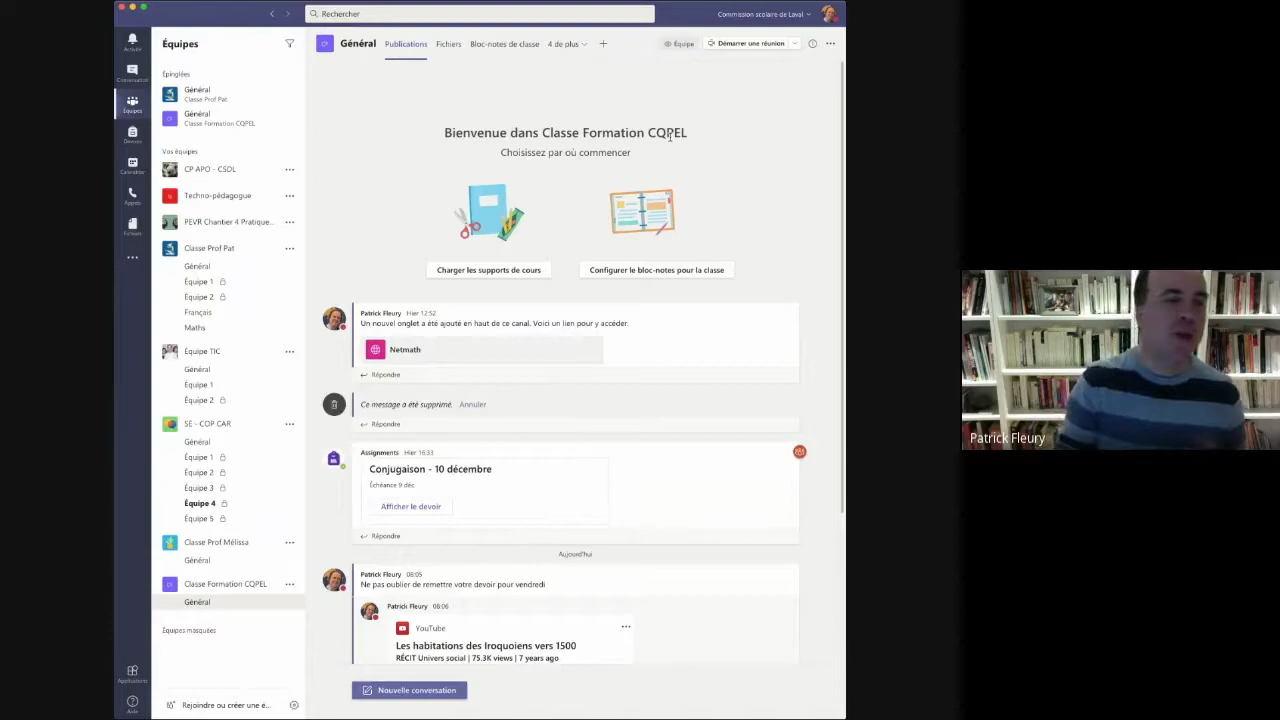 Rechercher
Commission scolaire de Laval
Activité
Conversation
Équipes
Devoirs
Calendrier
Appels
Fichiers
Applications
Aide
Équipes
Épinglées
Général
Classe Prof Pat
Général
Classe Formation CQPEL
Vos équipes
CP APO - CSDL
Techno-pédagogue
PEVR Chantier 4 Pratique...
Classe Prof Pat
Général
Équipe 1
Équipe 2
Français
Maths
Équipe TIC
Général
Équipe 1
Équipe 2
SE - COP CAR
Général
Équipe 1
Équipe 2
Équipe 3
Équipe 4
Équipe 5
Classe Prof Mélissa
Général
Classe Formation CQPEL
Général
Équipes masquées
Rejoindre ou créer une é...
Général Publications Fichiers Bloc-notes de classe 4 de plus
Équipe Démarrer une réunion
Bienvenue dans Classe Formation CQPEL
Choisissez par où commencer
Charger les supports de cours
Configurer le bloc-notes pour la classe
Patrick Fleury Hier 12:52
Un nouvel onglet a été ajouté en haut de ce canal. Voici un lien pour y accéder.
Netmath
Répondre
Ce message a été supprimé. Annuler
Répondre
Assignments Hier 16:33
Conjugaison - 10 décembre
Échéance 9 déc.
Afficher le devoir
Répondre
Aujourd'hui
Patrick Fleury 08:05
Ne pas oublier de remettre votre devoir pour vendredi
Patrick Fleury 08:06
YouTube
Les habitations des Iroquoiens vers 1500
RÉCIT Univers social | 75.3K views | 7 years ago
Nouvelle conversation
Patrick Fleury